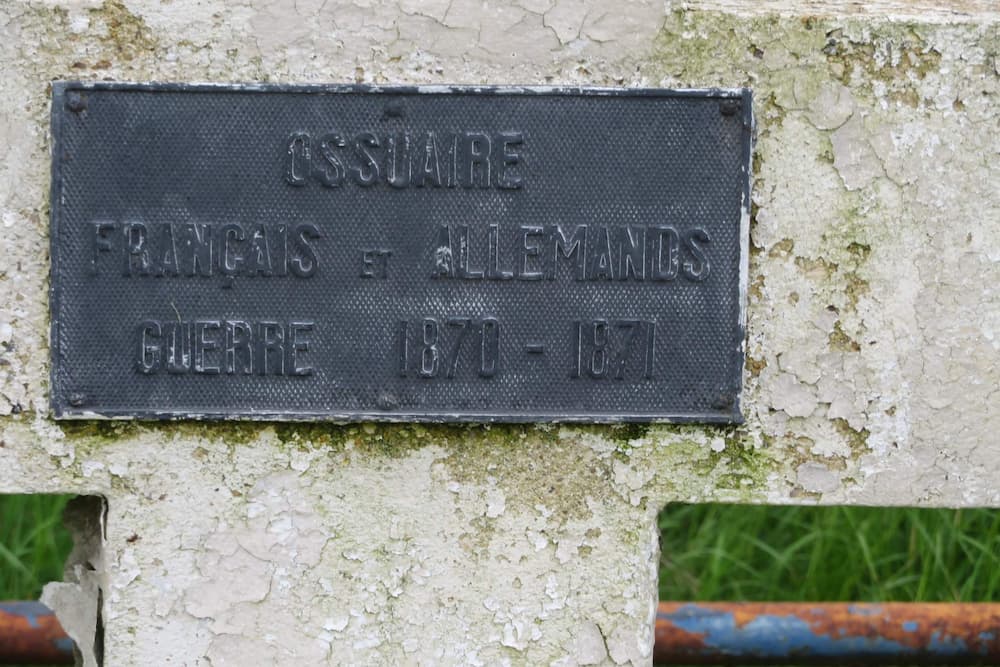 OSSUAIRE
FRANÇAIS ET ALLEMANDS
GUERRE 1870 - 1871